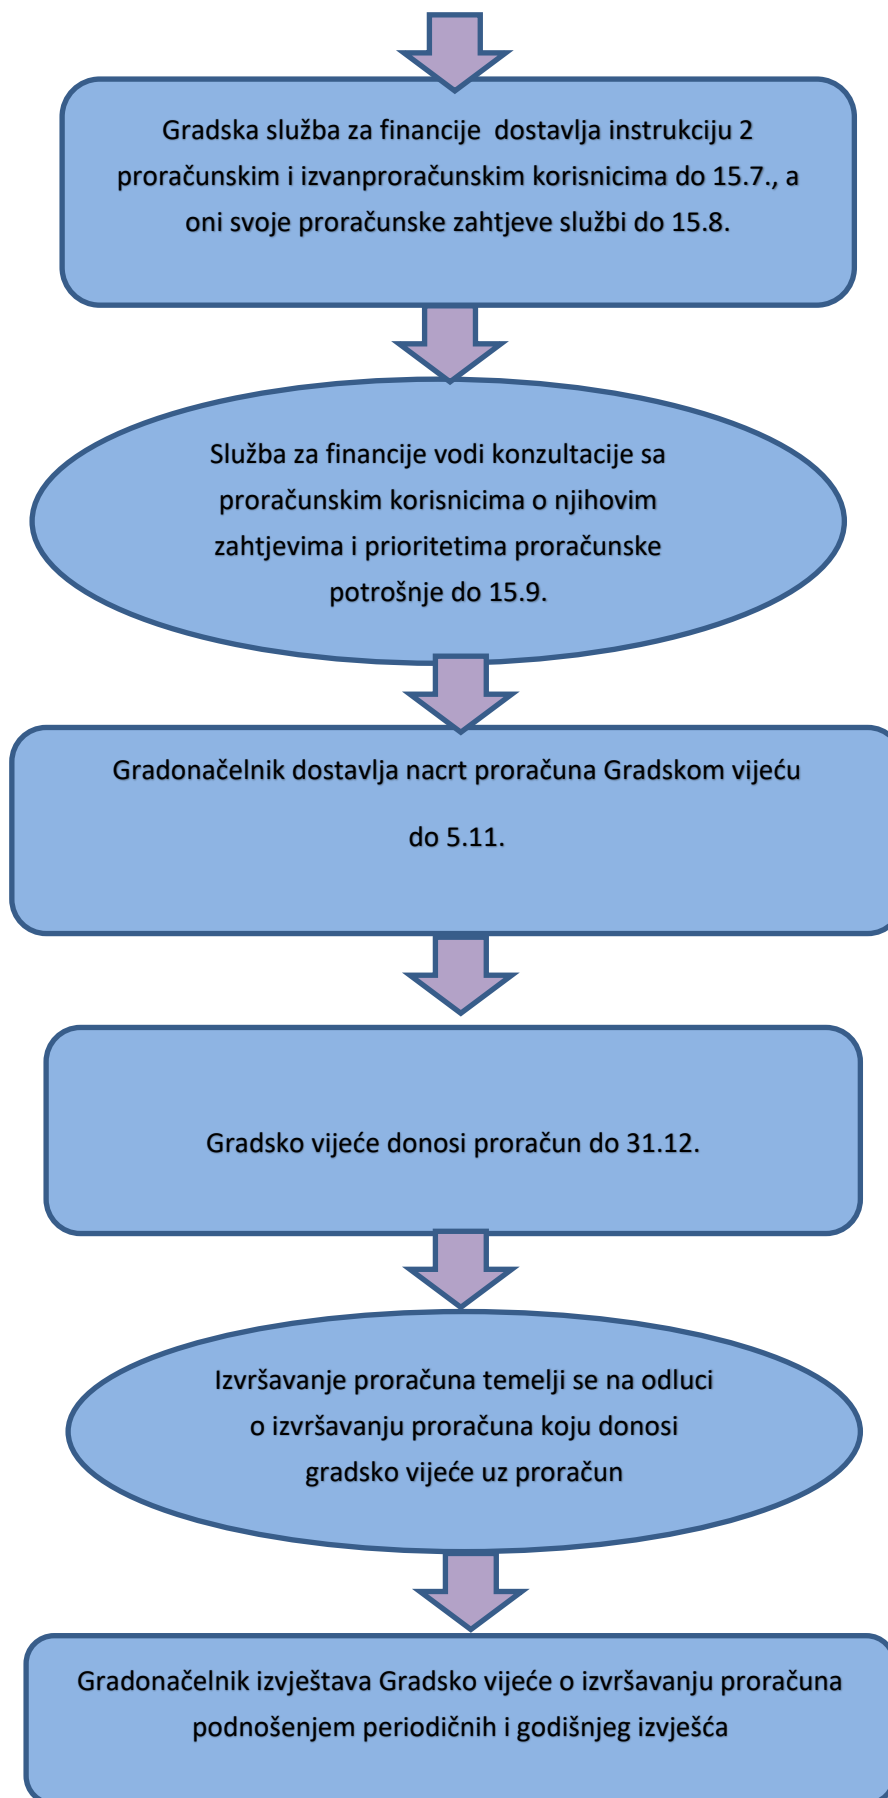 Gradska služba za financije  dostavlja instrukciju 2
proračunskim i izvanproračunskim korisnicima do 15.7., a
oni svoje proračunske zahtjeve službi do 15.8.
Služba za financije vodi konzultacije sa
proračunskim korisnicima o njihovim
zahtjevima i prioritetima proračunske
potrošnje do 15.9.
Gradonačelnik dostavlja nacrt proračuna Gradskom vijeću
do 5.11.
Gradsko vijeće donosi proračun do 31.12.
Izvršavanje proračuna temelji se na odluci
o izvršavanju proračuna koju donosi
gradsko vijeće uz proračun
Gradonačelnik izvještava Gradsko vijeće o izvršavanju proračuna
podnošenjem periodičnih i godišnjeg izvješća